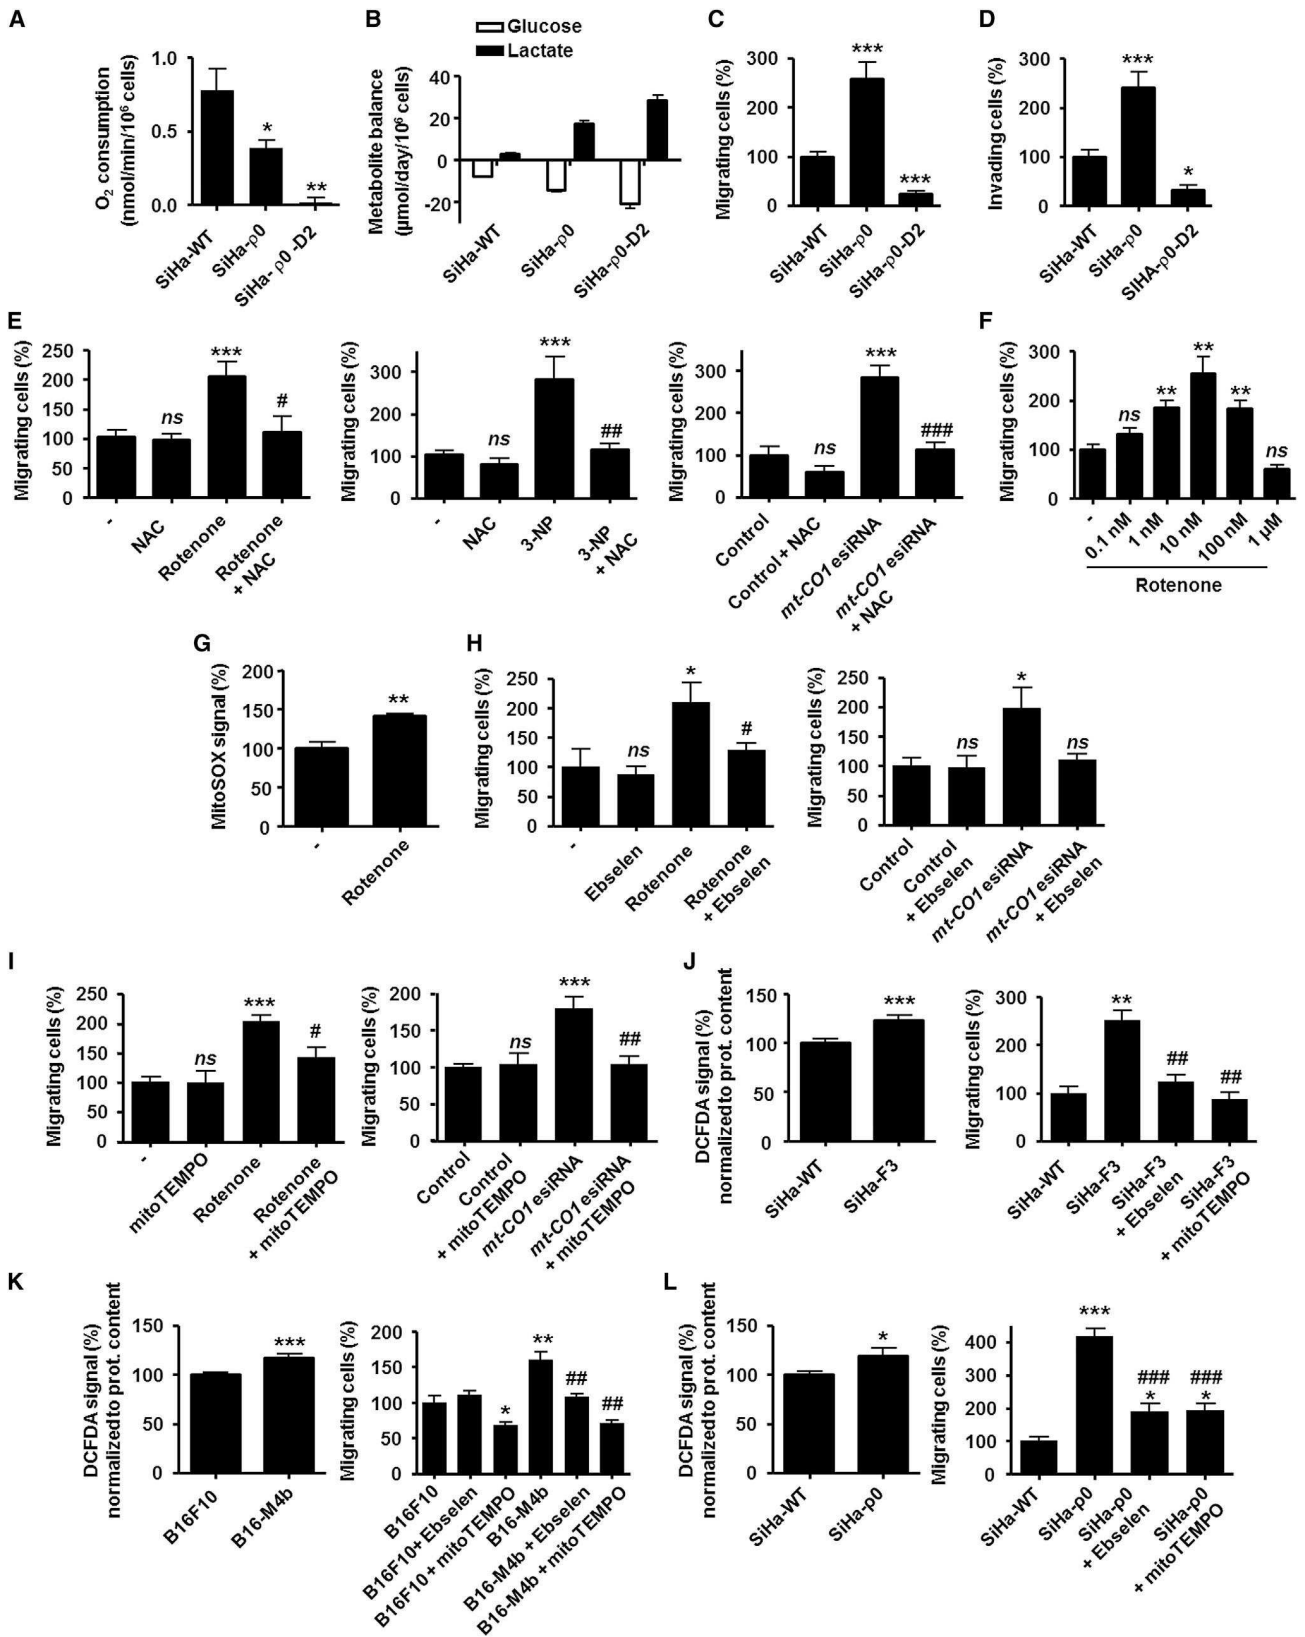 A
O2 consumption
(nmol/min/10⁶ cells)
1.0
0.5
0.0
*
**
SiHa-WT
SiHa-ρ0
SiHa- ρ0 -D2
B
Glucose
Lactate
Metabolite balance
(µmol/day/10⁶ cells)
40
20
0
-20
SiHa-WT
SiHa-ρ0
SiHa-ρ0-D2
C
Migrating cells (%)
300
200
100
0
***
***
SiHa-WT
SiHa-ρ0
SiHa-ρ0-D2
D
Invading cells (%)
300
200
100
0
***
*
SiHa-WT
SiHa-ρ0
SIHA-ρ0-D2
E
Migrating cells (%)
250
200
150
100
50
0
ns
***
#
-
NAC
Rotenone
Rotenone
+ NAC
Migrating cells (%)
300
200
100
0
ns
***
##
-
NAC
3-NP
3-NP
+ NAC
Migrating cells (%)
300
200
100
0
ns
***
###
Control
Control + NAC
mt-CO1 esiRNA
mt-CO1 esiRNA
+ NAC
F
Migrating cells (%)
300
200
100
0
ns
**
**
**
ns
-
0.1 nM
1 nM
10 nM
100 nM
1 µM
Rotenone
G
MitoSOX signal (%)
200
150
100
50
0
**
-
Rotenone
H
Migrating cells (%)
250
200
150
100
50
0
ns
*
#
-
Ebselen
Rotenone
Rotenone
+ Ebselen
Migrating cells (%)
250
200
150
100
50
0
ns
*
ns
Control
Control
+ Ebselen
mt-CO1 esiRNA
mt-CO1 esiRNA
+ Ebselen
I
Migrating cells (%)
250
200
150
100
50
0
ns
***
#
-
mitoTEMPO
Rotenone
Rotenone
+ mitoTEMPO
Migrating cells (%)
200
150
100
50
0
ns
***
##
Control
Control
+ mitoTEMPO
mt-CO1 esiRNA
mt-CO1 esiRNA
+ mitoTEMPO
J
DCFDA signal (%)
normalized to prot. content
150
100
50
0
***
SiHa-WT
SiHa-F3
Migrating cells (%)
300
200
100
0
**
##
##
SiHa-WT
SiHa-F3
SiHa-F3
+ Ebselen
SiHa-F3
+ mitoTEMPO
K
DCFDA signal (%)
normalized to prot. content
150
100
50
0
***
B16F10
B16-M4b
Migrating cells (%)
200
150
100
50
0
*
**
##
##
B16F10
B16F10+ Ebselen
B16F10 + mitoTEMPO
B16-M4b
B16-M4b + Ebselen
B16-M4b + mitoTEMPO
L
DCFDA signal (%)
normalized to prot. content
150
100
50
0
*
SiHa-WT
SiHa-ρ0
Migrating cells (%)
400
300
200
100
0
***
###
*
###
*
SiHa-WT
SiHa-ρ0
SiHa-ρ0
+ Ebselen
SiHa-ρ0
+ mitoTEMPO